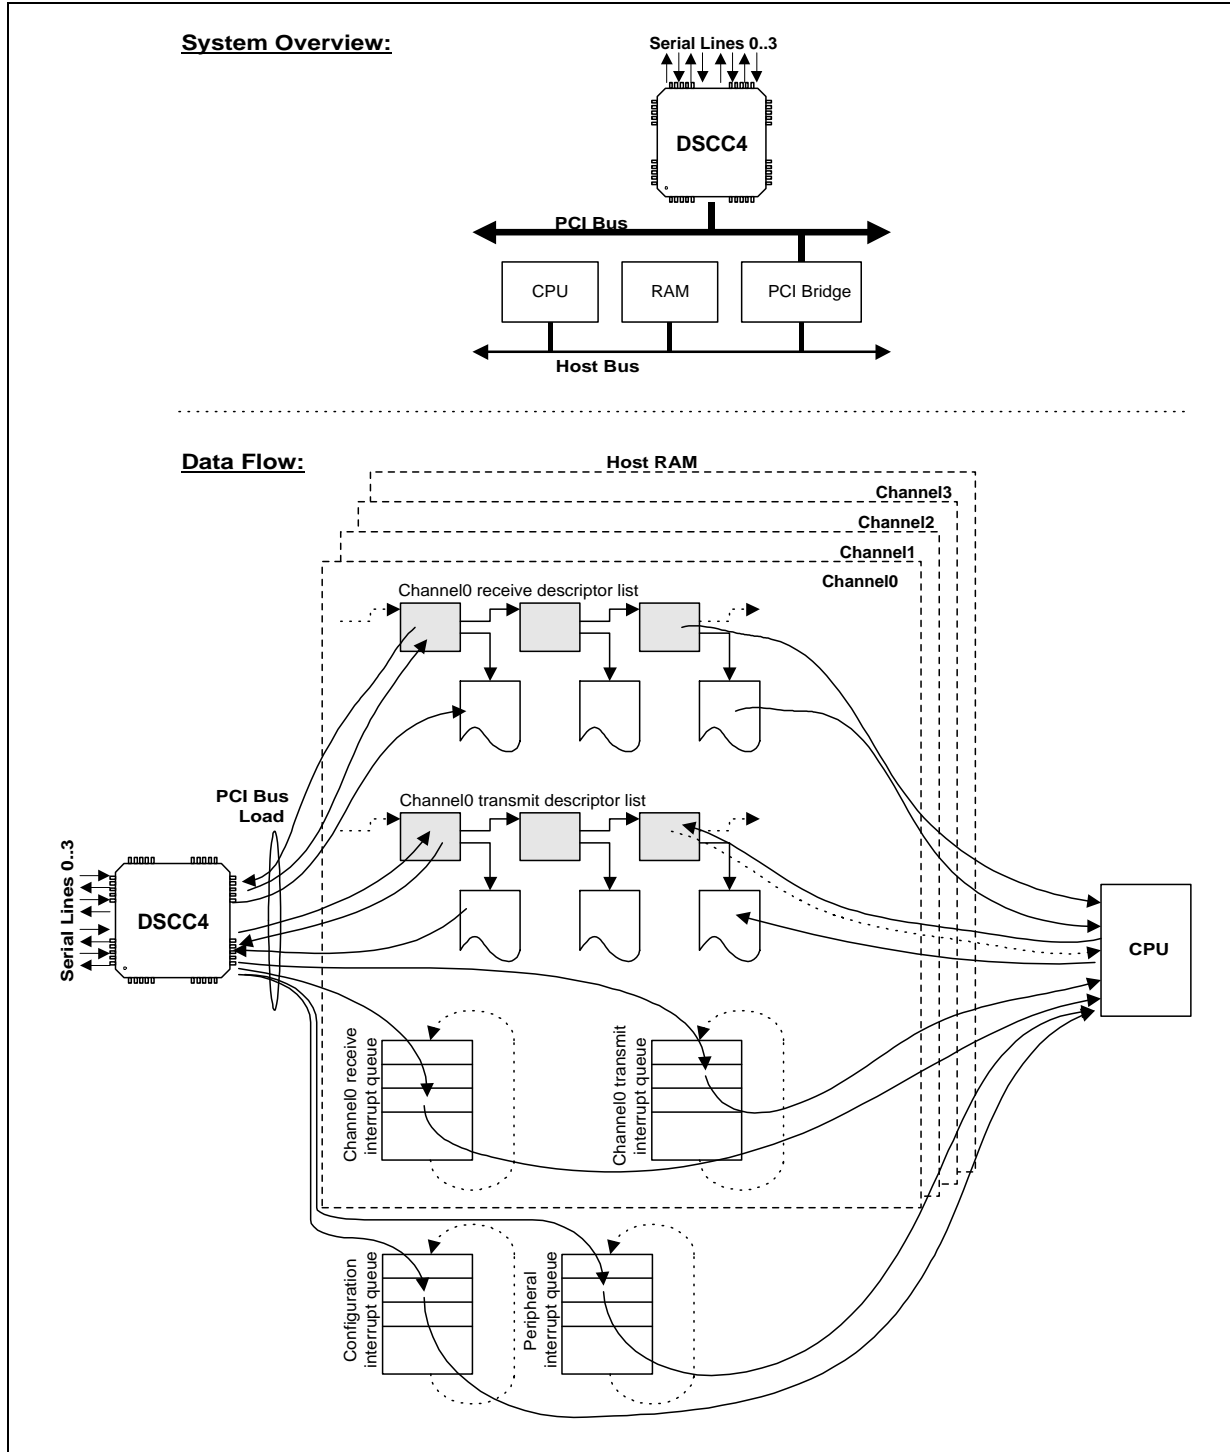 System Overview:
Serial Lines 0..3
DSCC4
PCI Bus
CPU
RAM
PCI Bridge
Host Bus
Data Flow:
Host RAM
Channel3
Channel2
Channel1
Channel0
Channel0 receive descriptor list
PCI Bus
Load
Channel0 transmit descriptor list
Serial Lines 0..3
DSCC4
CPU
Channel0 receive
interrupt queue
Channel0 transmit
interrupt queue
Configuration
interrupt queue
Peripheral
interrupt queue